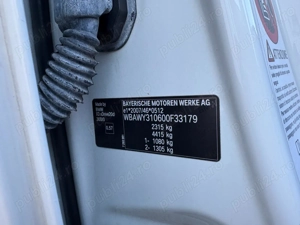 BAYERISCHE MOTOREN WERKE AG
e1*2007/46*0512
WBAWY310600F33179
2315 kg
4415 kg
1- 1080 kg
2- 1305 kg